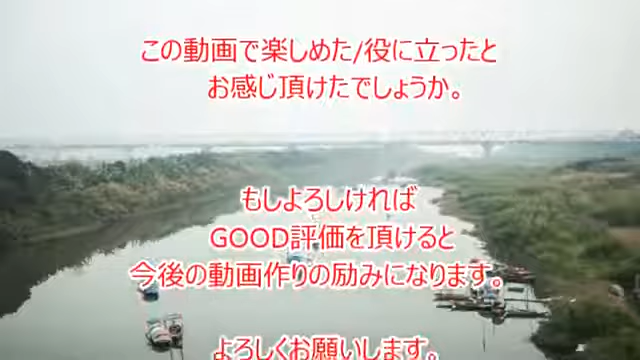 この動画で楽しめた/役に立ったと
お感じ頂けたでしょうか。
もしよろしければ
GOOD評価を頂けると
今後の動画作りの励みになります。
よろしくお願いします。